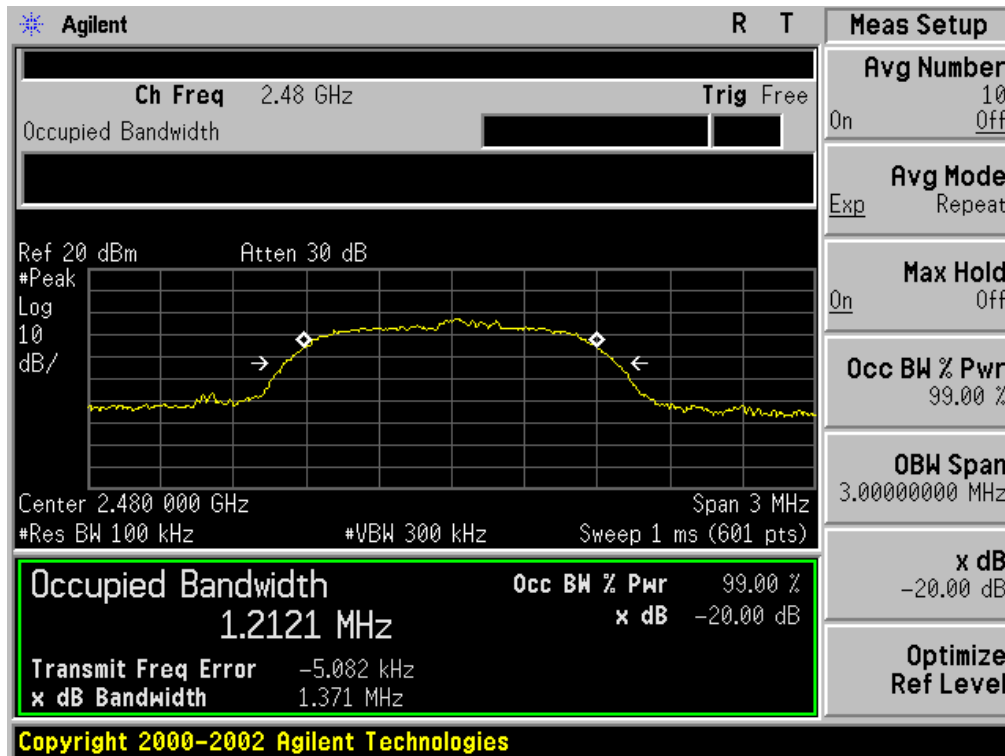 Agilent R T
Meas Setup
Ch Freq 2.48 GHz Trig Free
Occupied Bandwidth
Ref 20 dBm Atten 30 dB
#Peak
Log
10
dB/
Center 2.480 000 GHz Span 3 MHz
#Res BW 100 kHz #VBW 300 kHz Sweep 1 ms (601 pts)
Occupied Bandwidth
1.2121 MHz
Occ BW % Pwr 99.00 %
x dB -20.00 dB
Transmit Freq Error -5.082 kHz
x dB Bandwidth 1.371 MHz
Avg Number
10
On Off
Avg Mode
Exp Repeat
Max Hold
On Off
Occ BW % Pwr
99.00 %
OBW Span
3.00000000 MHz
x dB
-20.00 dB
Optimize
Ref Level
Copyright 2000-2002 Agilent Technologies